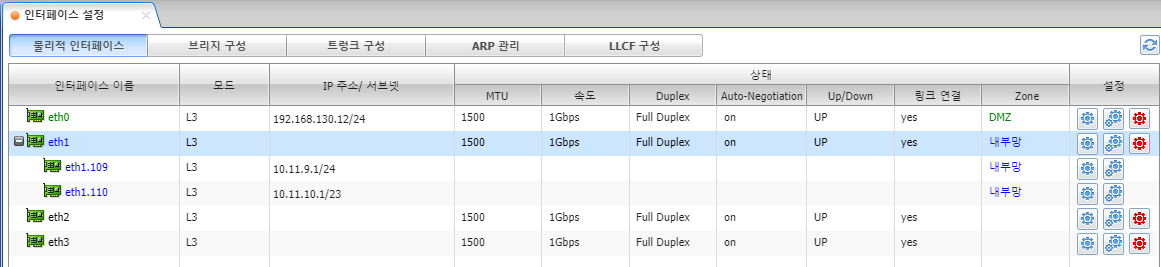 인터페이스 설정
물리적 인터페이스 브리지 구성 트렁크 구성 ARP 관리 LLCF 구성
인터페이스 이름 모드 IP 주소/ 서브넷 상태 설정
MTU 속도 Duplex Auto-Negotiation Up/Down 링크 연결 Zone
eth0 L3 192.168.130.12/24 1500 1Gbps Full Duplex on UP yes DMZ
eth1 L3 1500 1Gbps Full Duplex on UP yes 내부망
eth1.109 L3 10.11.9.1/24 내부망
eth1.110 L3 10.11.10.1/23 내부망
eth2 L3 1500 1Gbps Full Duplex on UP yes
eth3 L3 1500 1Gbps Full Duplex on UP yes